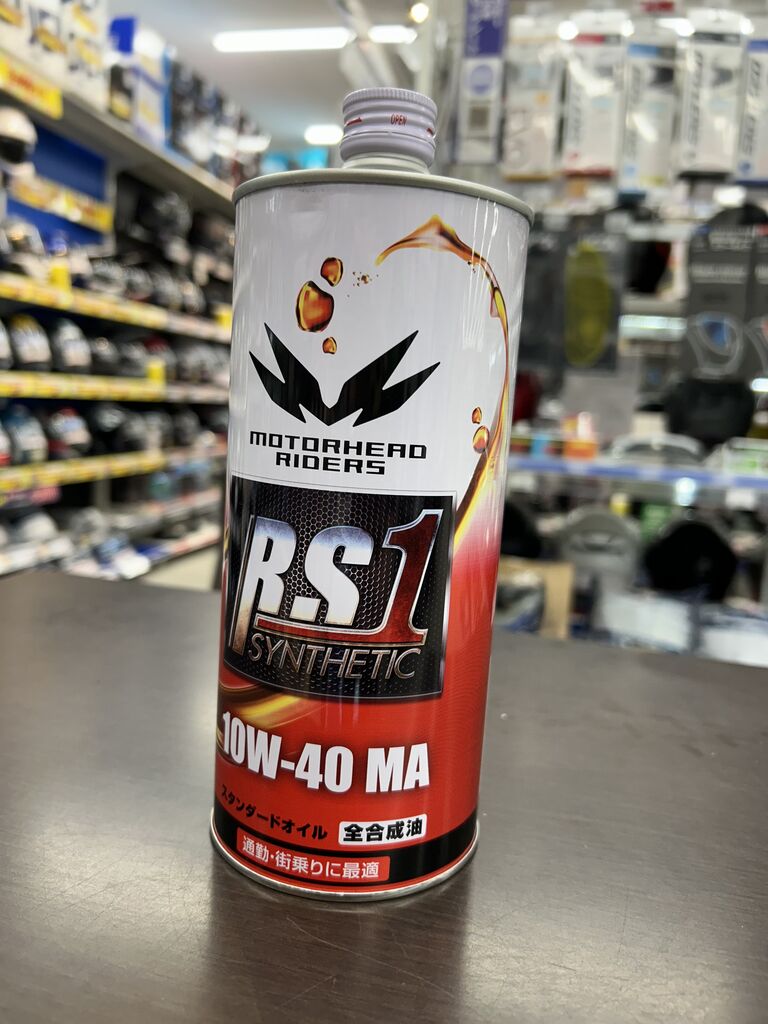 OPEN
MOTORHEAD
RIDERS
R.S1
SYNTHETIC
10W-40 MA
スタンダードオイル 全合成油
通勤・街乗りに最適